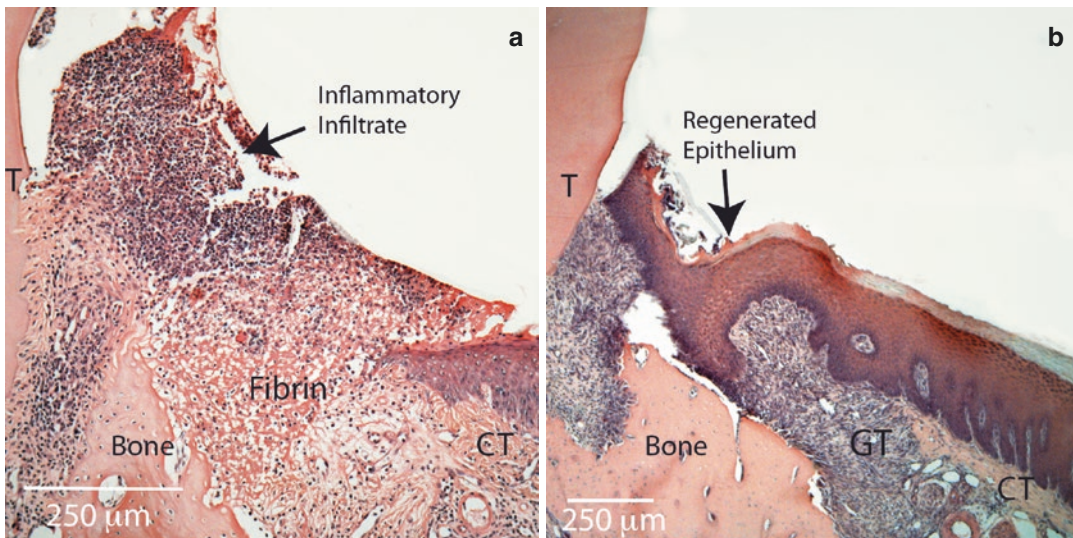 a
Inflammatory
Infiltrate
T
Fibrin
Bone
CT
250 μm
b
Regenerated
Epithelium
T
Bone
GT
CT
250 μm